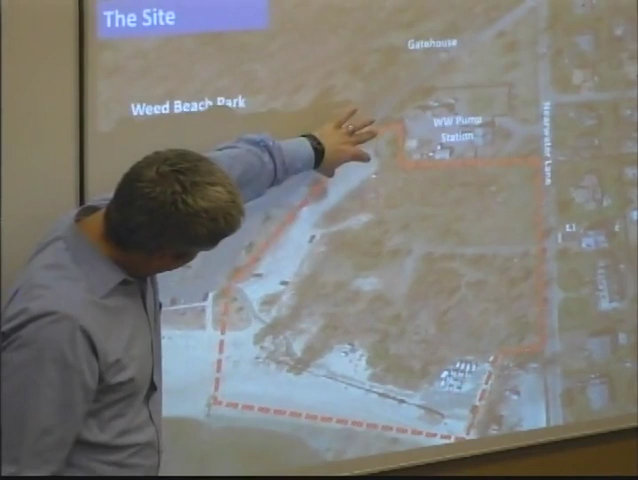 The Site
Gatehouse
Weed Beach Park
WW Pump
Station
Nearwater Lane